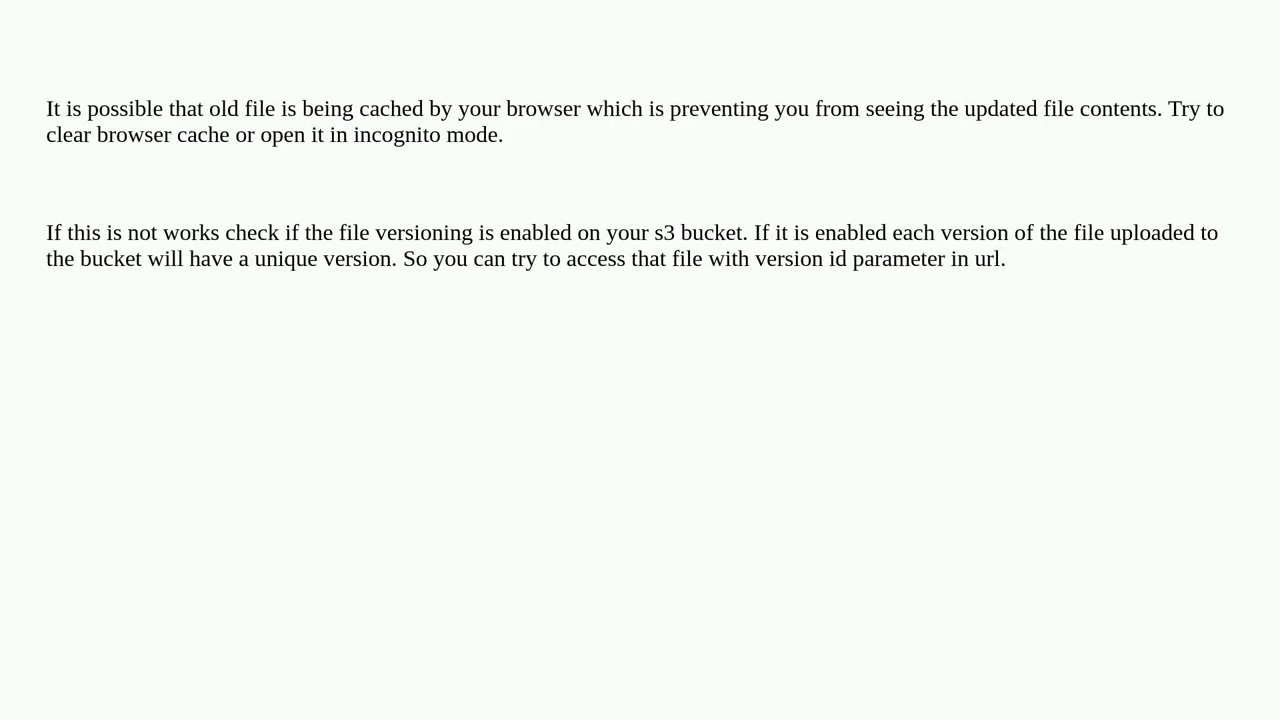 It is possible that old file is being cached by your browser which is preventing you from seeing the updated file contents. Try to
clear browser cache or open it in incognito mode.
If this is not works check if the file versioning is enabled on your s3 bucket. If it is enabled each version of the file uploaded to
the bucket will have a unique version. So you can try to access that file with version id parameter in url.